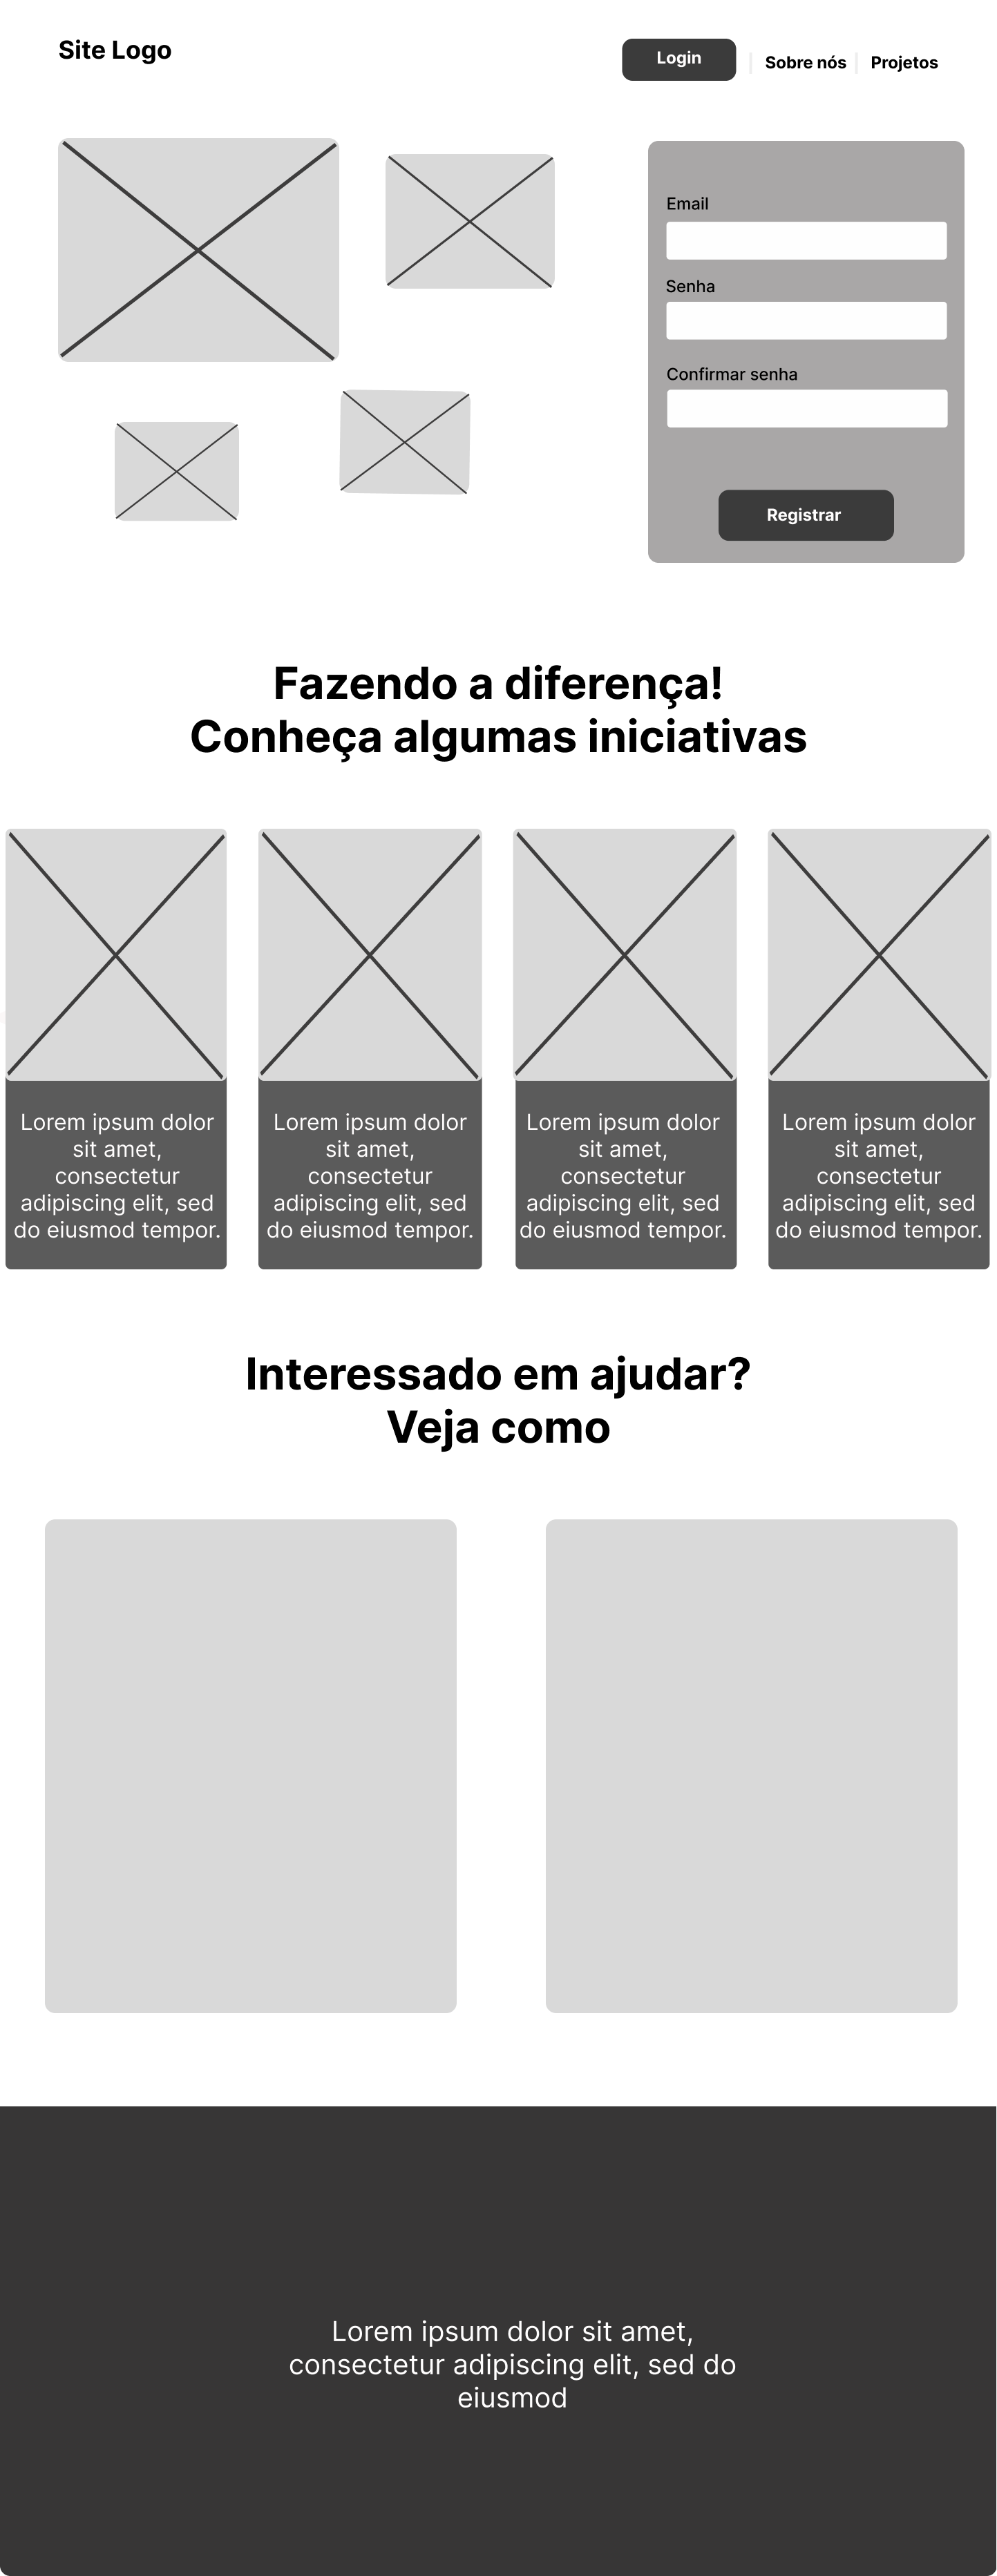 Site Logo
Login
Sobre nós
Projetos
Email
Senha
Confirmar senha
Registrar
Fazendo a diferença!
Conheça algumas iniciativas
Lorem ipsum dolor
sit amet,
consectetur
adipiscing elit, sed
do eiusmod tempor.
Lorem ipsum dolor
sit amet,
consectetur
adipiscing elit, sed
do eiusmod tempor.
Lorem ipsum dolor
sit amet,
consectetur
adipiscing elit, sed
do eiusmod tempor.
Lorem ipsum dolor
sit amet,
consectetur
adipiscing elit, sed
do eiusmod tempor.
Interessado em ajudar?
Veja como
Lorem ipsum dolor sit amet,
consectetur adipiscing elit, sed do
eiusmod